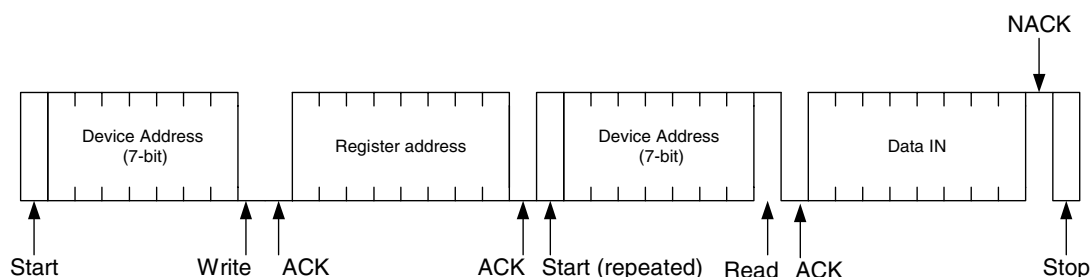 NACK
Device Address
(7-bit)
Register address
Device Address
(7-bit)
Data IN
Start
Write
ACK
ACK
Start (repeated)
Read
ACK
Stop